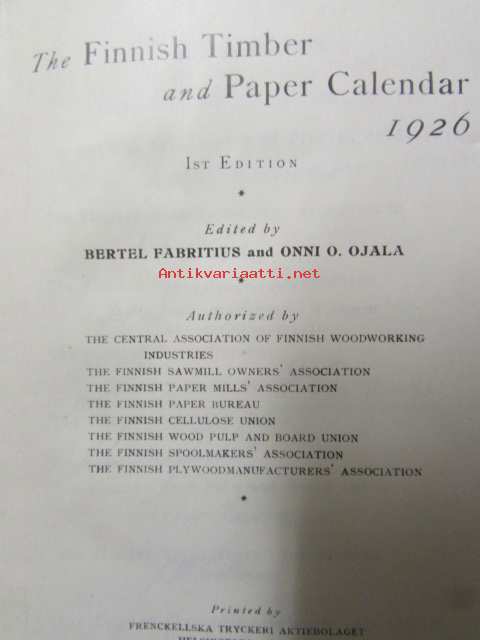 The Finnish Timber
and Paper Calendar
1926
1ST EDITION
Edited by
BERTEL FABRITIUS and ONNI O. OJALA
Antikvariaatti.net
Authorized by
THE CENTRAL ASSOCIATION OF FINNISH WOODWORKING
INDUSTRIES
THE FINNISH SAWMILL OWNERS' ASSOCIATION
THE FINNISH PAPER MILLS' ASSOCIATION
THE FINNISH PAPER BUREAU
THE FINNISH CELLULOSE UNION
THE FINNISH WOOD PULP AND BOARD UNION
THE FINNISH SPOOLMAKERS' ASSOCIATION
THE FINNISH PLYWOODMANUFACTURERS' ASSOCIATION
Printed by
FRENCKELLSKA TRYCKERI AKTIEBOLAGET